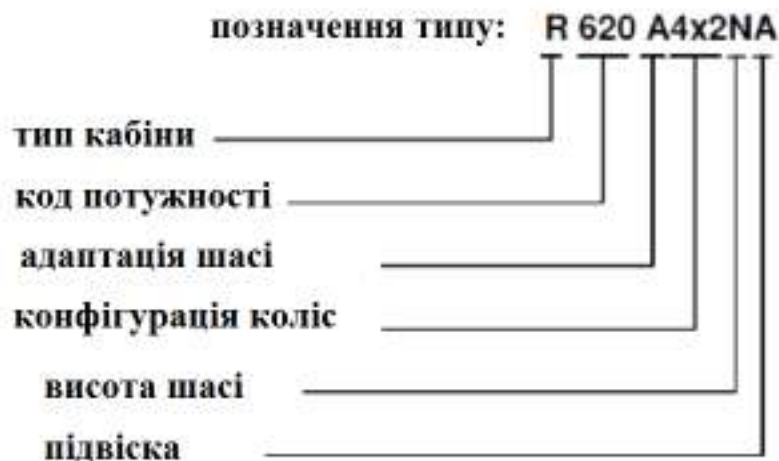 позначення типу: R 620 A4x2NA
тип кабіни
код потужності
адаптація шасі
конфігурація коліс
висота шасі
підвіска